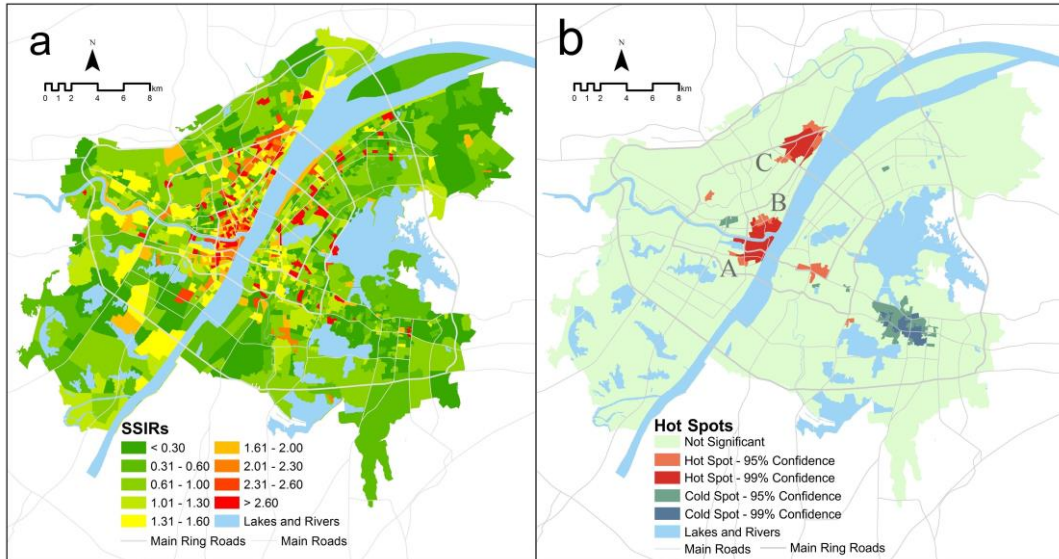 a
N
0 1 2 4 6 8
km
SSIRs
< 0.30
0.31 - 0.60
0.61 - 1.00
1.01 - 1.30
1.31 - 1.60
1.61 - 2.00
2.01 - 2.30
2.31 - 2.60
> 2.60
Lakes and Rivers
Main Ring Roads
Main Roads
b
N
0 1 2 4 6 8
km
C
B
A
Hot Spots
Not Significant
Hot Spot - 95% Confidence
Hot Spot - 99% Confidence
Cold Spot - 95% Confidence
Cold Spot - 99% Confidence
Lakes and Rivers
Main Roads
Main Ring Roads